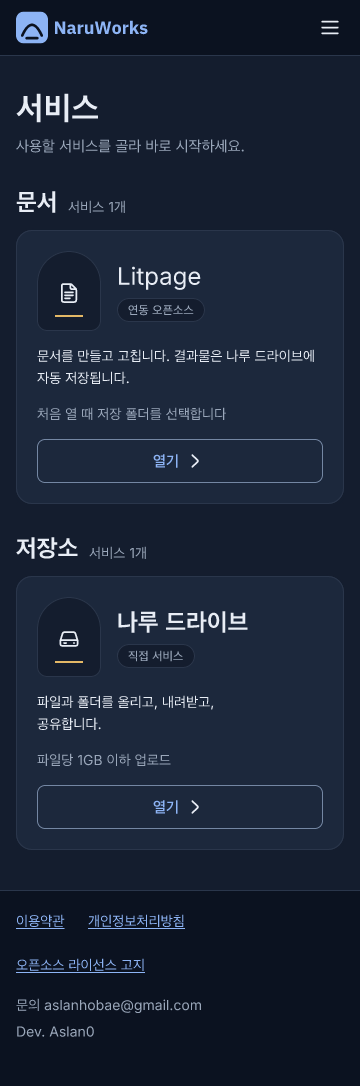 NaruWorks
서비스
사용할 서비스를 골라 바로 시작하세요.
문서 서비스 1개
Litpage
연동 오픈소스
문서를 만들고 고칩니다. 결과물은 나루 드라이브에
자동 저장됩니다.
처음 열 때 저장 폴더를 선택합니다
열기
저장소 서비스 1개
나루 드라이브
직접 서비스
파일과 폴더를 올리고, 내려받고,
공유합니다.
파일당 1GB 이하 업로드
열기
이용약관 개인정보처리방침
오픈소스 라이선스 고지
문의 aslanhobae@gmail.com
Dev. Aslan0